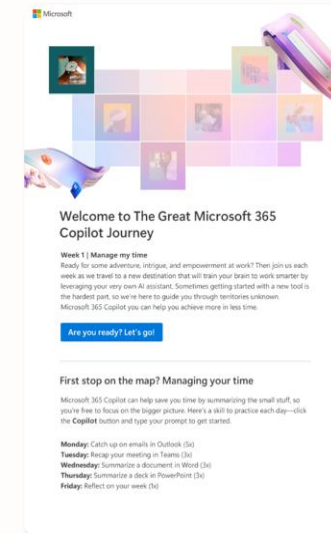 Microsoft
Welcome to The Great Microsoft 365
Copilot Journey
Week 1 | Manage my time
Ready for some adventure, intrigue, and empowerment at work? Then join us each
week as we travel to a new destination that will train your brain to work smarter by
leveraging your very own AI assistant. Sometimes getting started with a new tool is
the hardest part, so we're here to guide you through territories unknown.
Microsoft 365 Copilot you can help you achieve more in less time.
Are you ready? Let's go!
First stop on the map? Managing your time
Microsoft 365 Copilot can help save you time by summarizing the small stuff, so
you're free to focus on the bigger picture. Here's a skill to practice each day—click
the Copilot button and type your prompt to get started.
Monday: Catch up on emails in Outlook (5x)
Tuesday: Recap your meeting in Teams (3x)
Wednesday: Summarize a document in Word (3x)
Thursday: Summarize a deck in PowerPoint (3x)
Friday: Reflect on your week (1x)